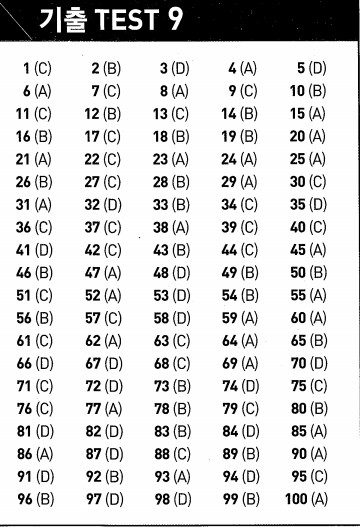 기출 TEST 9
1 (C) 2 (B) 3 (D) 4 (A) 5 (D)
6 (A) 7 (C) 8 (A) 9 (C) 10 (B)
11 (C) 12 (B) 13 (C) 14 (B) 15 (A)
16 (B) 17 (C) 18 (B) 19 (B) 20 (A)
21 (A) 22 (C) 23 (A) 24 (A) 25 (A)
26 (B) 27 (C) 28 (B) 29 (A) 30 (C)
31 (A) 32 (D) 33 (B) 34 (C) 35 (D)
36 (C) 37 (C) 38 (A) 39 (C) 40 (C)
41 (D) 42 (C) 43 (B) 44 (C) 45 (A)
46 (B) 47 (A) 48 (D) 49 (B) 50 (B)
51 (C) 52 (A) 53 (D) 54 (B) 55 (A)
56 (B) 57 (C) 58 (D) 59 (A) 60 (A)
61 (C) 62 (A) 63 (C) 64 (A) 65 (B)
66 (D) 67 (D) 68 (C) 69 (A) 70 (D)
71 (C) 72 (D) 73 (B) 74 (D) 75 (C)
76 (C) 77 (A) 78 (B) 79 (C) 80 (B)
81 (D) 82 (D) 83 (B) 84 (D) 85 (A)
86 (A) 87 (D) 88 (C) 89 (B) 90 (A)
91 (D) 92 (B) 93 (A) 94 (D) 95 (C)
96 (B) 97 (D) 98 (D) 99 (B) 100 (A)